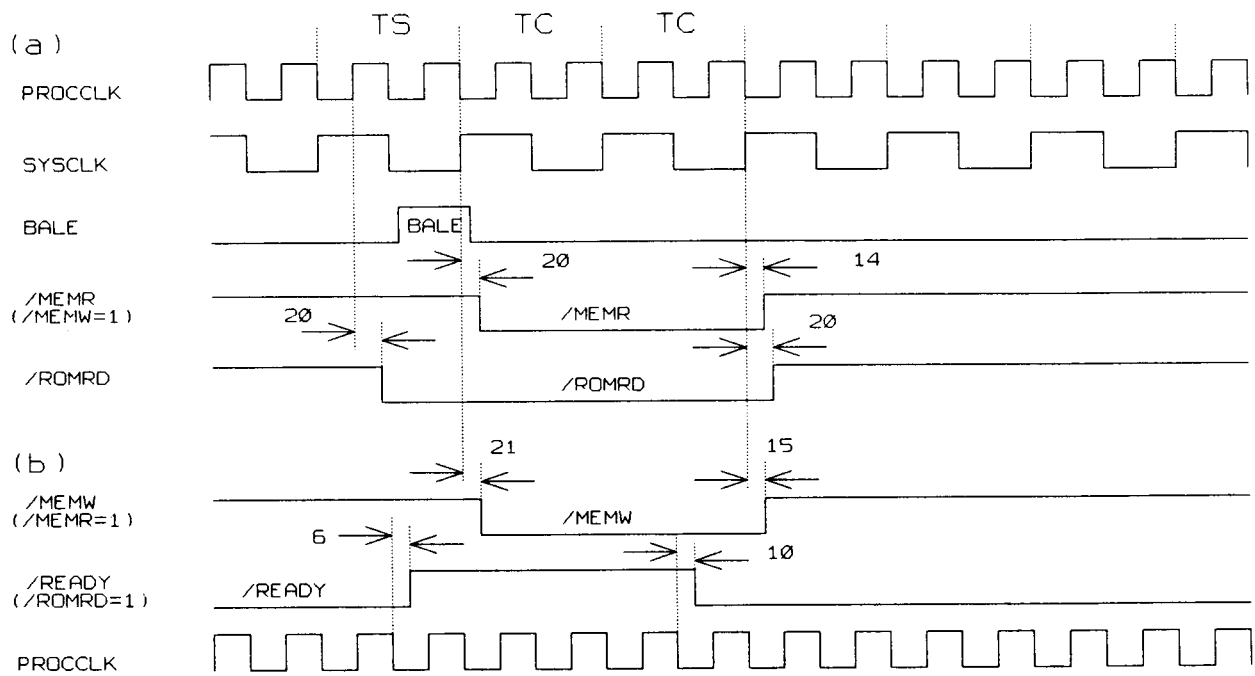 TS TC TC
(a)
PROCCLK
SYSCLK
BALE BALE
20 14
/MEMR
(/MEMW=1) /MEMR
20 20
/ROMRD /ROMRD
21 15
(b)
/MEMW
(/MEMR=1) /MEMW
6 10
/READY /READY
(/ROMRD=1)
PROCCLK